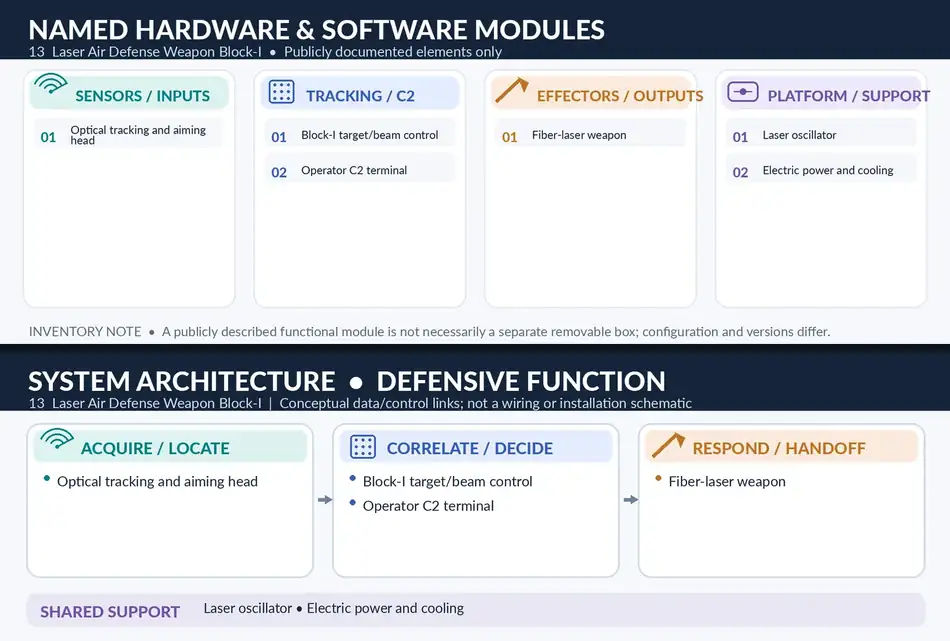 NAMED HARDWARE & SOFTWARE MODULES
13 Laser Air Defense Weapon Block-I • Publicly documented elements only
SENSORS / INPUTS
01 Optical tracking and aiming
head
TRACKING / C2
01 Block-I target/beam control
02 Operator C2 terminal
EFFECTORS / OUTPUTS
01 Fiber-laser weapon
PLATFORM / SUPPORT
01 Laser oscillator
02 Electric power and cooling
INVENTORY NOTE • A publicly described functional module is not necessarily a separate removable box; configuration and versions differ.
SYSTEM ARCHITECTURE • DEFENSIVE FUNCTION
13 Laser Air Defense Weapon Block-I | Conceptual data/control links; not a wiring or installation schematic
ACQUIRE / LOCATE
• Optical tracking and aiming head
CORRELATE / DECIDE
• Block-I target/beam control
• Operator C2 terminal
RESPOND / HANDOFF
• Fiber-laser weapon
SHARED SUPPORT Laser oscillator • Electric power and cooling